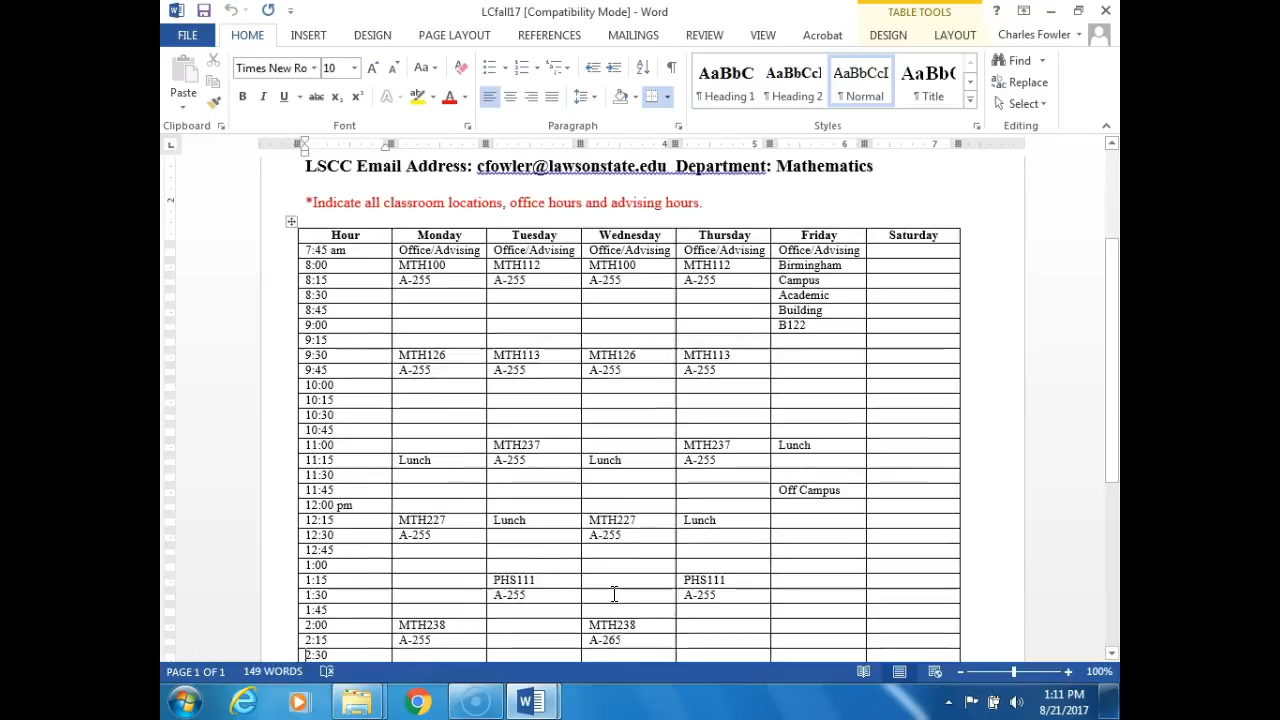 LCfall17 [Compatibility Mode] - Word
TABLE TOOLS
FILE HOME INSERT DESIGN PAGE LAYOUT REFERENCES MAILINGS REVIEW VIEW Acrobat DESIGN LAYOUT Charles Fowler
Times New Ro 10
Paste
B I U abc x₂ x² A A
Aa
AaBbC AaBbCcI AaBbCcI AaBb(
¶ Heading 1 ¶ Heading 2 ¶ Normal ¶ Title
Find
Replace
Select
Clipboard Font Paragraph Styles Editing
4 5 6 7
2
LSCC Email Address: cfowler@lawsonstate.edu Department: Mathematics
*Indicate all classroom locations, office hours and advising hours.
Hour Monday Tuesday Wednesday Thursday Friday Saturday
7:45 am Office/Advising Office/Advising Office/Advising Office/Advising Office/Advising
8:00 MTH100 MTH112 MTH100 MTH112 Birmingham
8:15 A-255 A-255 A-255 A-255 Campus
8:30 Academic
8:45 Building
9:00 B122
9:15
9:30 MTH126 MTH113 MTH126 MTH113
9:45 A-255 A-255 A-255 A-255
10:00
10:15
10:30
10:45
11:00 MTH237 MTH237 Lunch
11:15 Lunch A-255 Lunch A-255
11:30
11:45 Off Campus
12:00 pm
12:15 MTH227 Lunch MTH227 Lunch
12:30 A-255 A-255
12:45
1:00
1:15 PHS111 PHS111
1:30 A-255 A-255
1:45
2:00 MTH238 MTH238
2:15 A-255 A-265
2:30
PAGE 1 OF 1 149 WORDS 100%
1:11 PM
8/21/2017